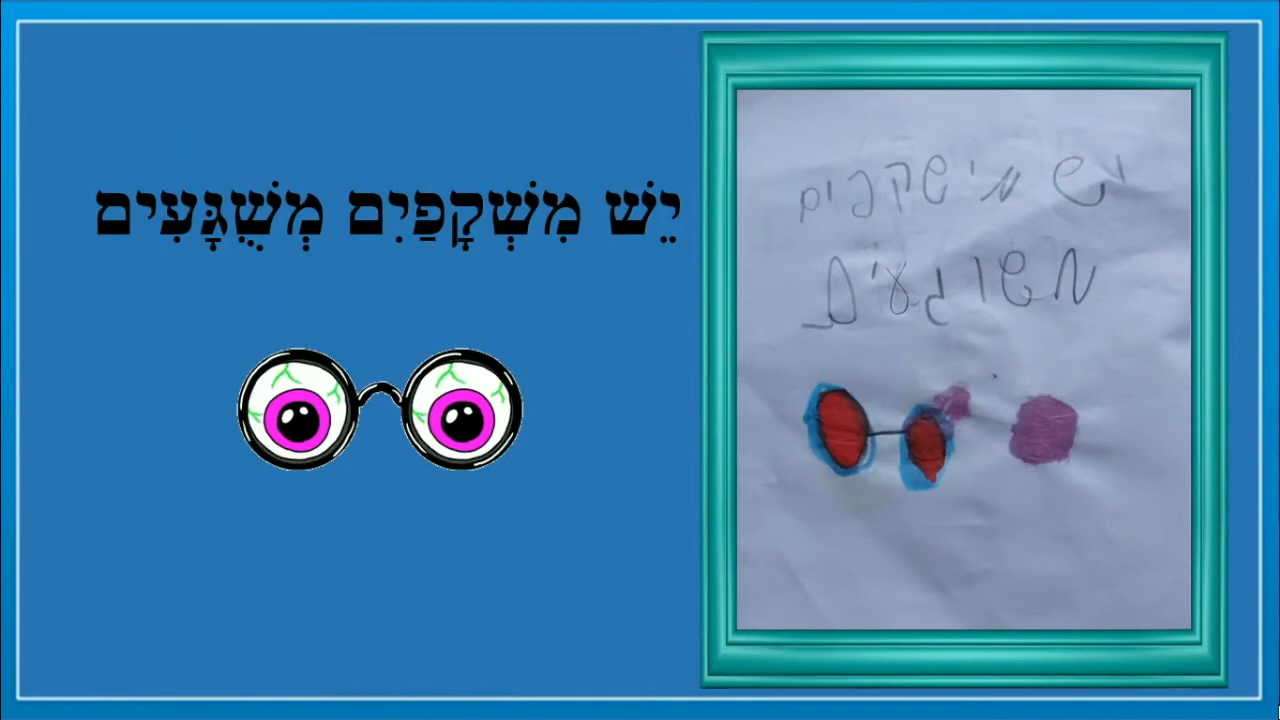 יֵשׁ מִשְׁקָפַיִם מְשֻׁגָּעִים
יש מישקפים
משוגעים